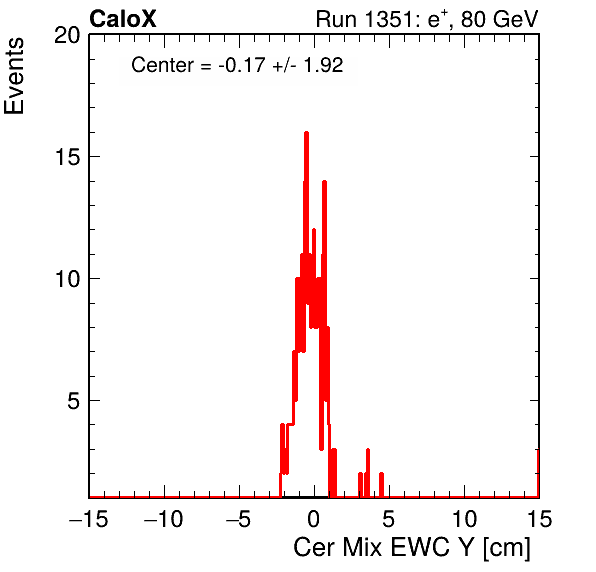 CaloX Run 1351: e⁺, 80 GeV
Center = -0.17 +/- 1.92
Events
20
15
10
5
−15 −10 −5 0 5 10 15
Cer Mix EWC Y [cm]